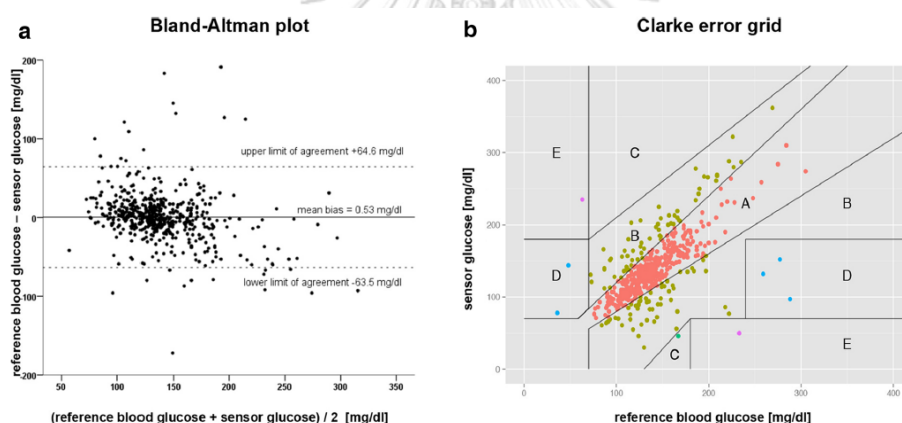 a
Bland-Altman plot
reference blood glucose – sensor glucose [mg/dl]
200
100
0
-100
-200
upper limit of agreement +64.6 mg/dl
mean bias = 0.53 mg/dl
lower limit of agreement -63.5 mg/dl
50 100 150 200 250 300 350
(reference blood glucose + sensor glucose) / 2 [mg/dl]
b
Clarke error grid
sensor glucose [mg/dl]
400
300
200
100
0
E C
A
B B
D D
C E
0 100 200 300 400
reference blood glucose [mg/dl]